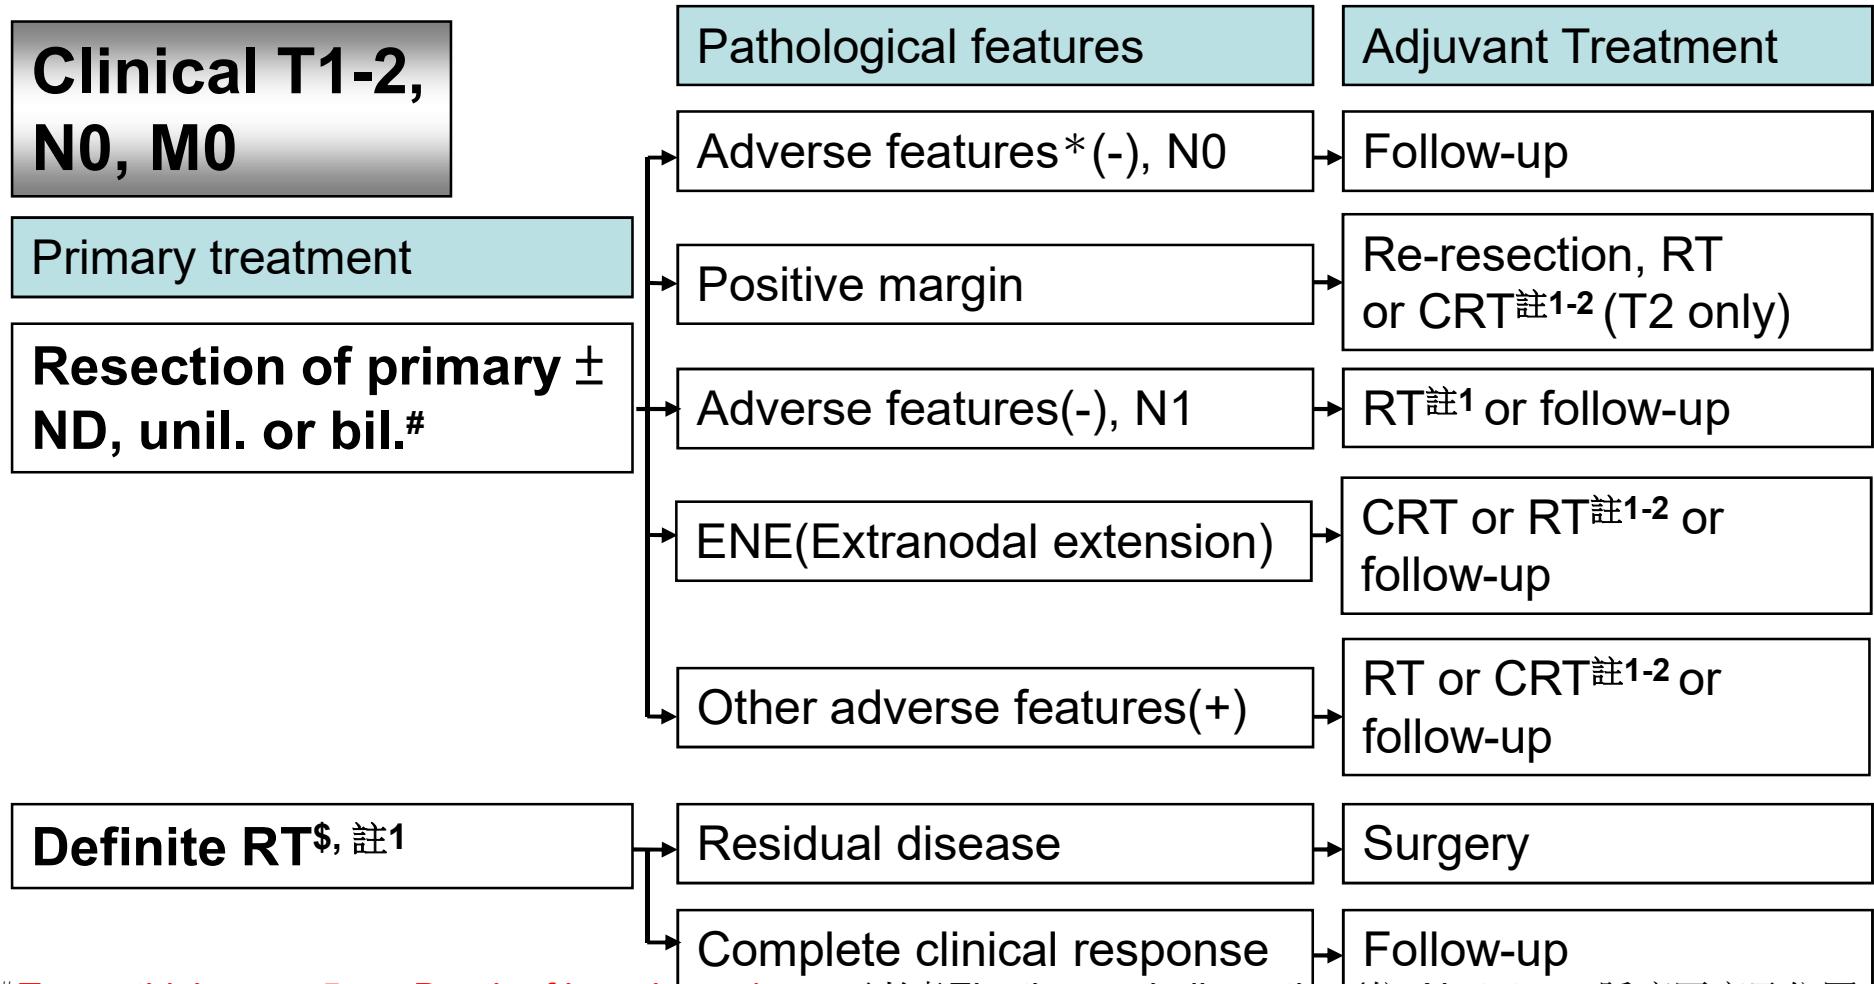 Clinical T1-2,
N0, M0
Primary treatment
Resection of primary ±
ND, unil. or bil.#
Definite RT$, 註1
Pathological features
Adjuvant Treatment
Adverse features*(-), N0
Follow-up
Positive margin
Re-resection, RT
or CRT註1-2 (T2 only)
Adverse features(-), N1
RT註1 or follow-up
ENE(Extranodal extension)
CRT or RT註1-2 or
follow-up
Other adverse features(+)
RT or CRT註1-2 or
follow-up
Residual disease
Surgery
Complete clinical response
Follow-up